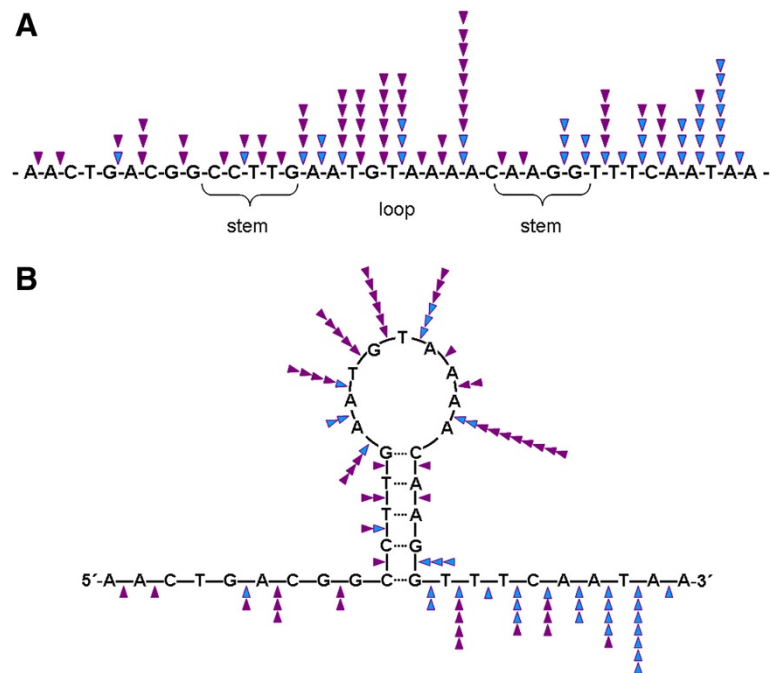 A
- A-A-C-T-G-A-C-G-G-C-C-T-T-G-A-A-T-G-T-A-A-A-A-C-A-A-G-G-T-T-T-C-A-A-T-A-A -
stem
loop
stem
B
T
G A
T A
A A
A A
G····C
T····A
T····A
C····G
5´-A—A—C—T—G—A—C—G—G—C····G—T—T—T—C—A—A—T—A—A-3´